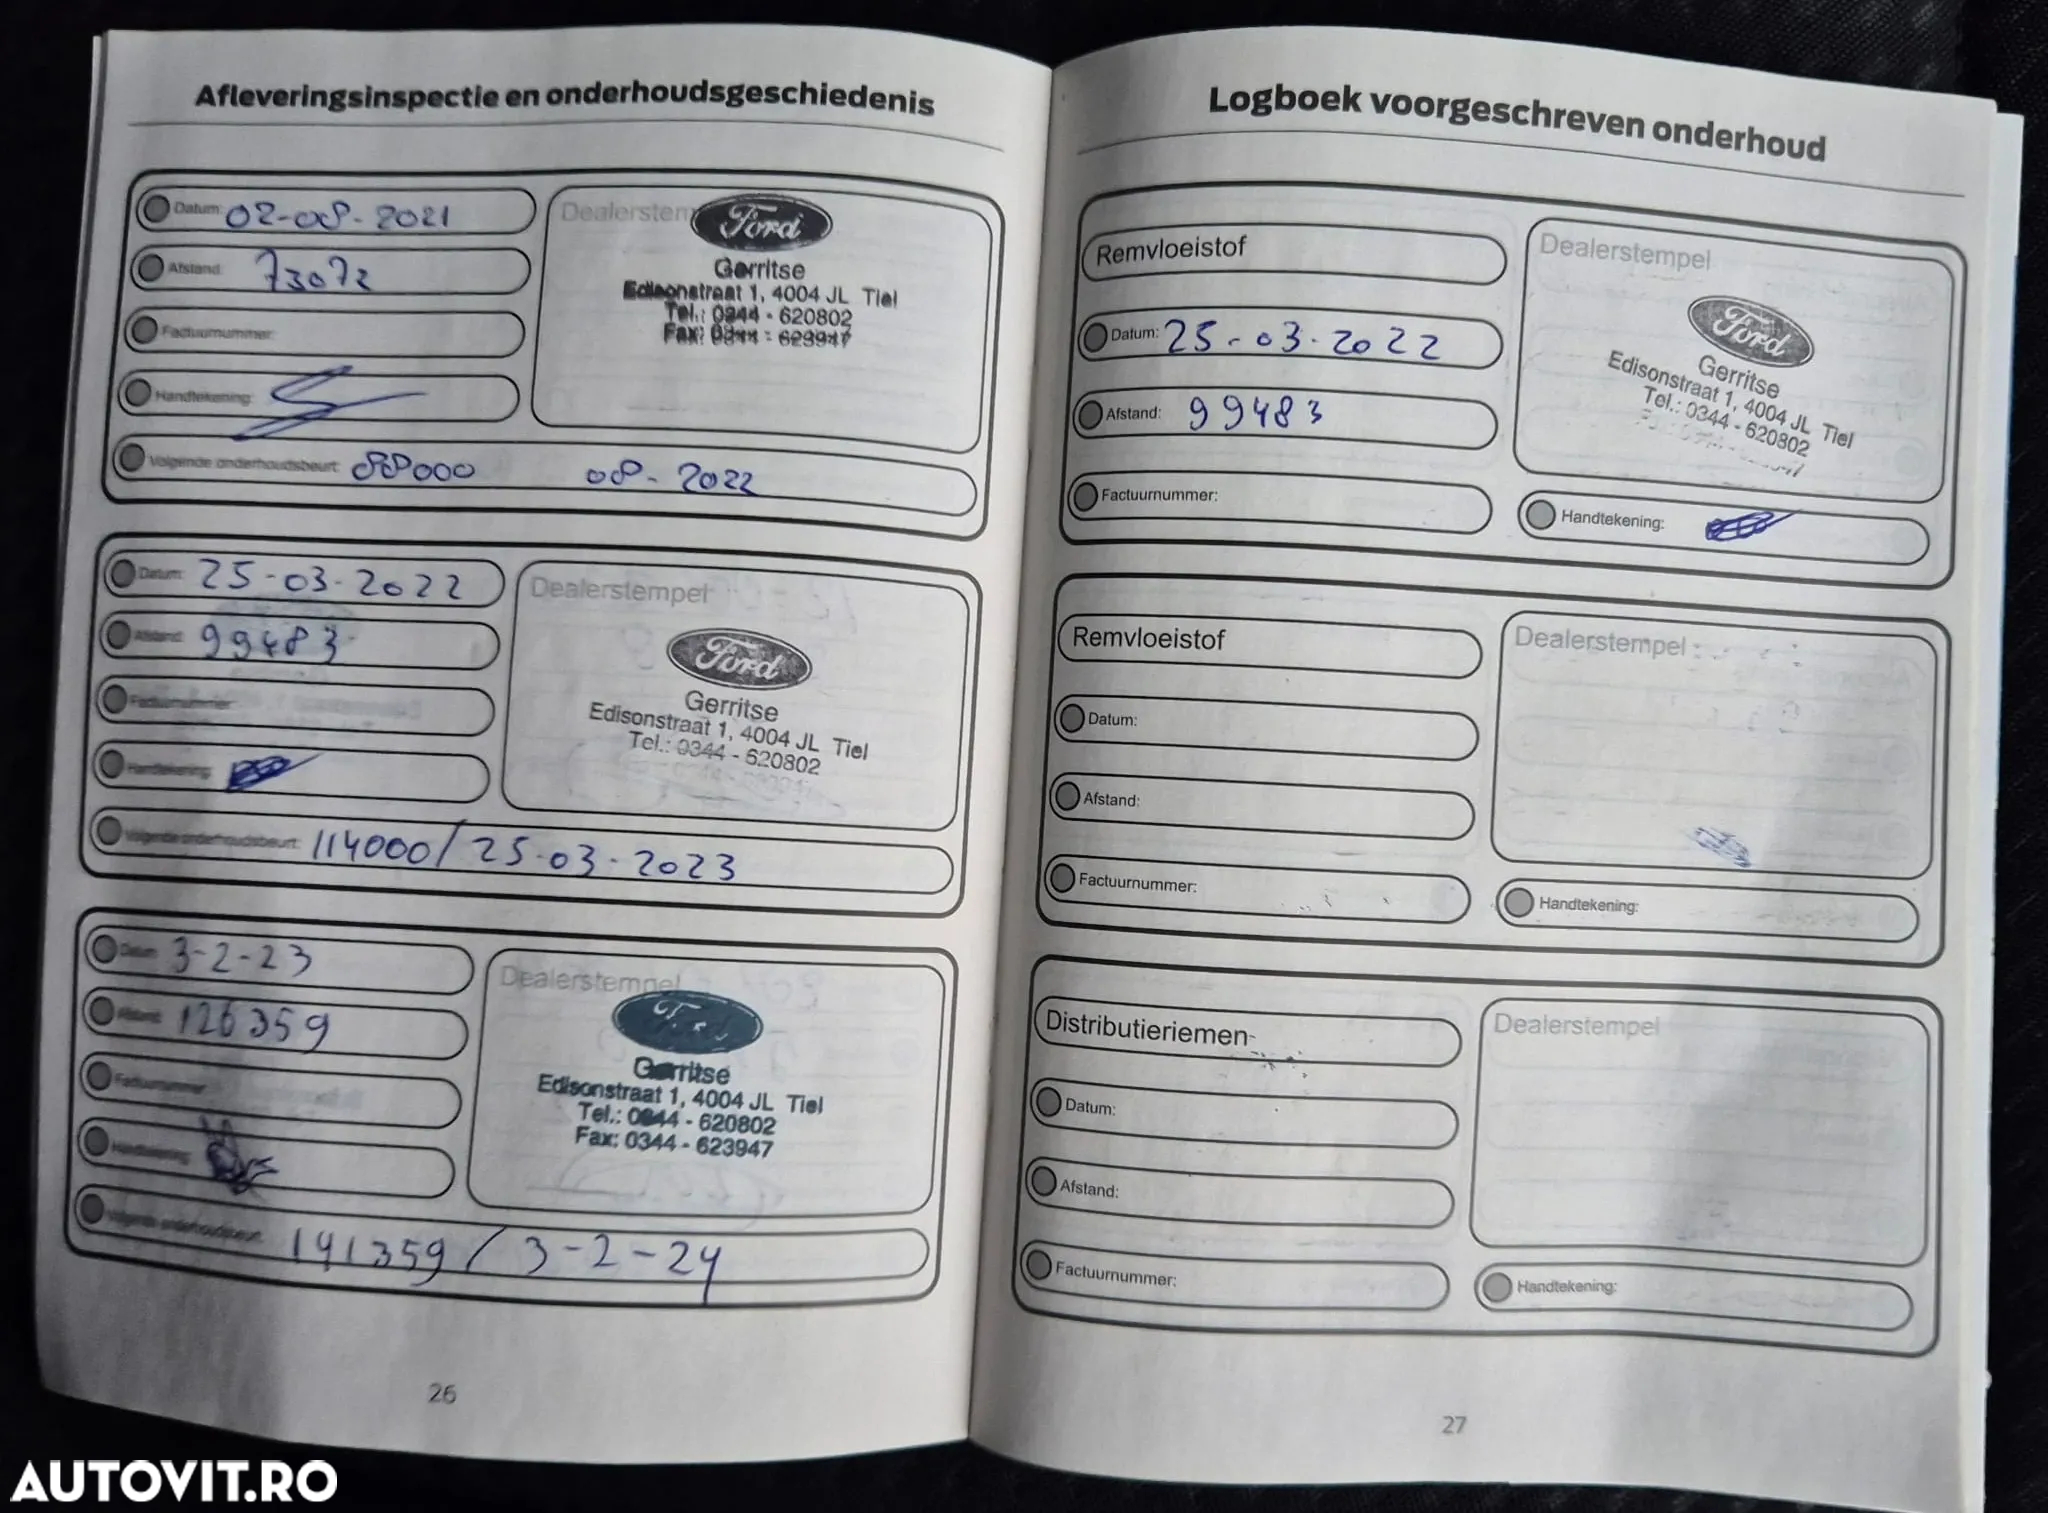 Afleveringsinspectie en onderhoudsgeschiedenis
Datum: 02-08-2021
Afstand: 73072
Factuurnummer:
Handtekening:
Volgende onderhoudsbeurt: 88000 08-2022
Dealerstem
Ford
Gerritse
Edisonstraat 1, 4004 JL Tiel
Tel.: 0344 - 620802
Fax: 0344 - 623947
Datum: 25-03-2022
Afstand: 99483
Factuurnummer:
Handtekening:
Volgende onderhoudsbeurt: 114000/25-03-2023
Dealerstempel
Ford
Gerritse
Edisonstraat 1, 4004 JL Tiel
Tel.: 0344 - 620802
Datum: 3-2-23
Afstand: 126359
Factuurnummer:
Handtekening:
Volgende onderhoudsbeurt: 141359 / 3-2-24
Dealerstempel
Ford
Gerritse
Edisonstraat 1, 4004 JL Tiel
Tel.: 0344 - 620802
Fax: 0344 - 623947
26
Logboek voorgeschreven onderhoud
Remvloeistof
Datum: 25-03-2022
Afstand: 99483
Factuurnummer:
Dealerstempel
Ford
Gerritse
Edisonstraat 1, 4004 JL Tiel
Tel.: 0344 - 620802
Handtekening:
Remvloeistof
Datum:
Afstand:
Factuurnummer:
Dealerstempel
Handtekening:
Distributieriemen
Datum:
Afstand:
Factuurnummer:
Dealerstempel
Handtekening:
27
AUTOVIT.RO